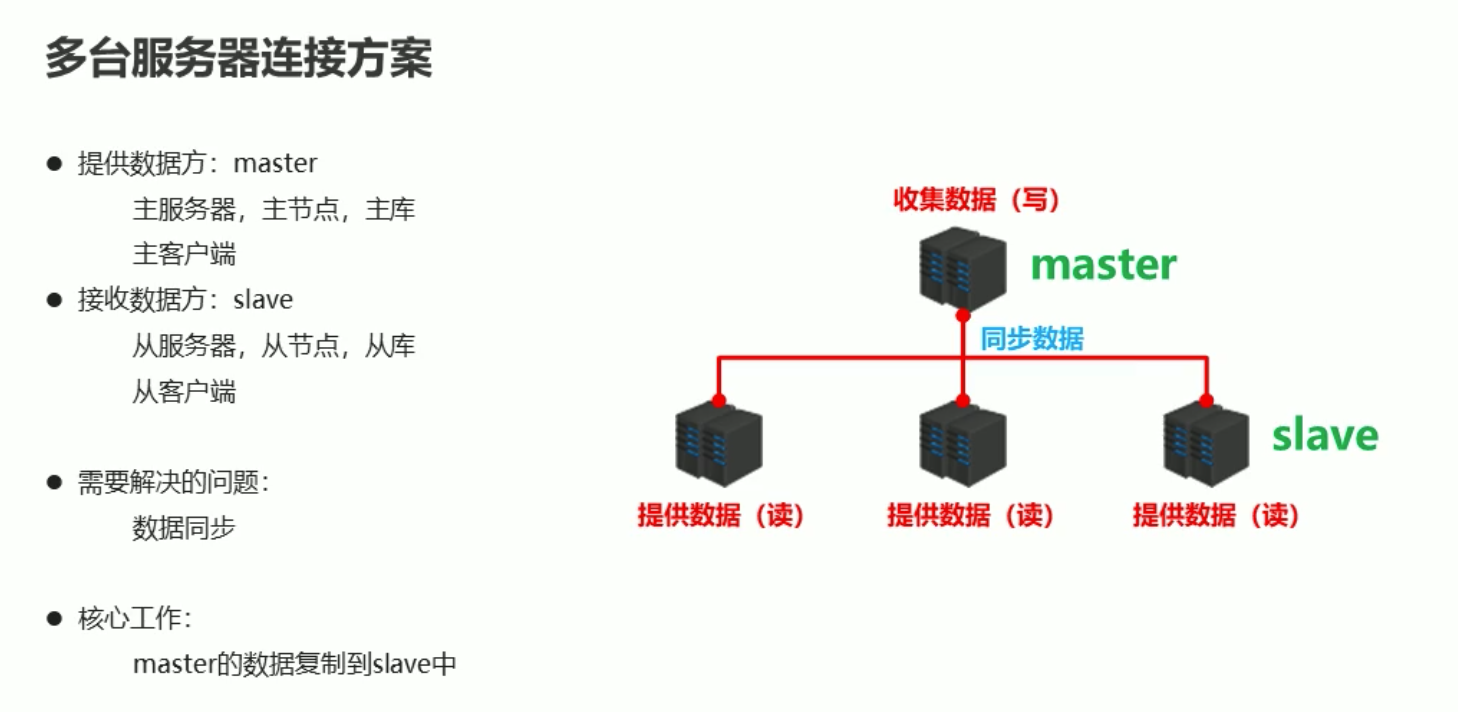 多台服务器连接方案
● 提供数据方：master
主服务器，主节点，主库
主客户端
● 接收数据方：slave
从服务器，从节点，从库
从客户端
● 需要解决的问题：
数据同步
● 核心工作：
master的数据复制到slave中
收集数据（写）
master
同步数据
slave
提供数据（读）
提供数据（读）
提供数据（读）